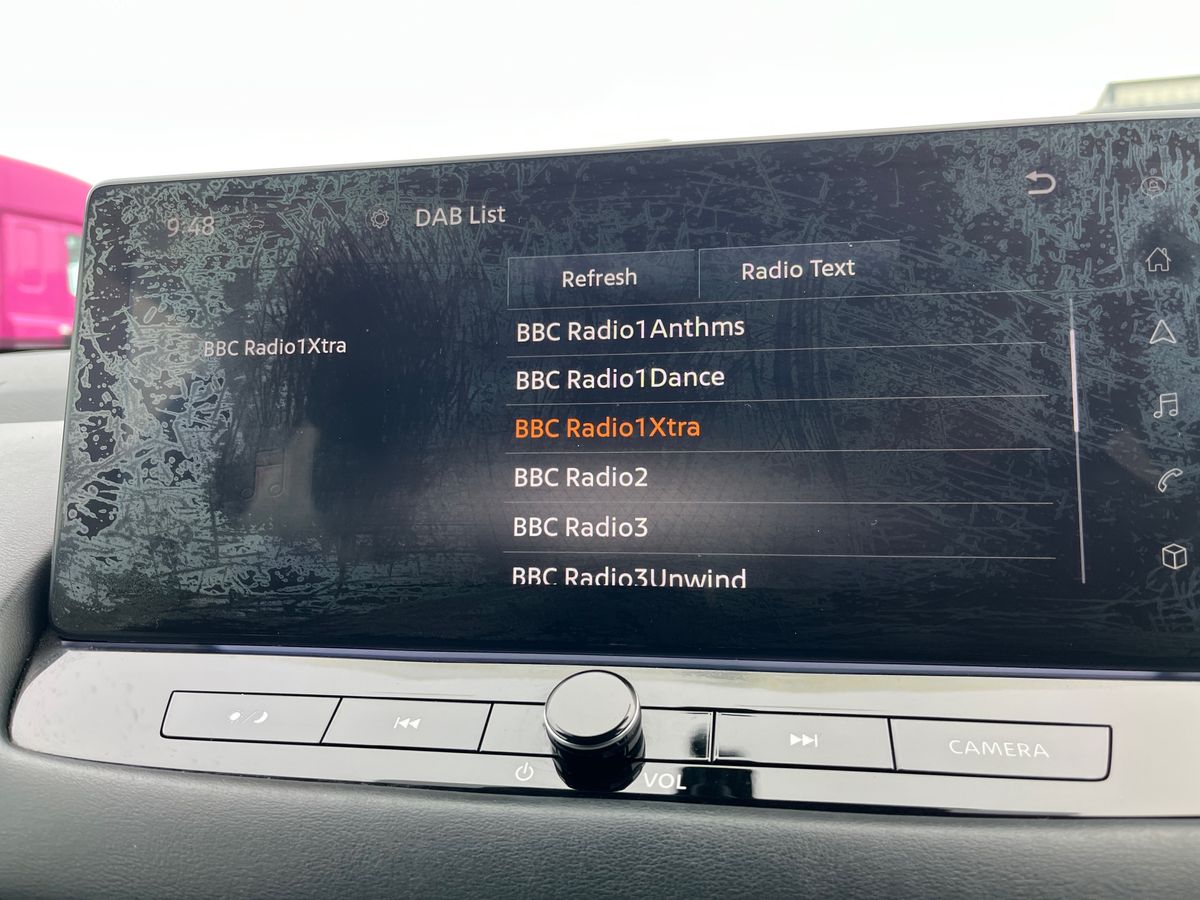 9:48
DAB List
Refresh
Radio Text
BBC Radio1Xtra
BBC Radio1Anthms
BBC Radio1Dance
BBC Radio1Xtra
BBC Radio2
BBC Radio3
BBC Radio3Unwind
VOL
CAMERA